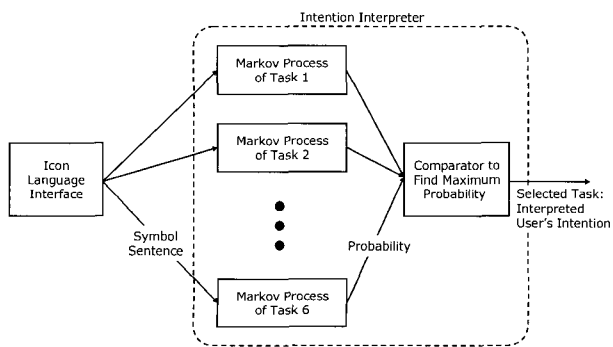 Intention Interpreter
Markov Process
of Task 1
Markov Process
of Task 2
Icon
Language
Interface
Comparator to
Find Maximum
Probability
Selected Task:
Interpreted
User's Intention
Symbol
Sentence
Probability
Markov Process
of Task 6